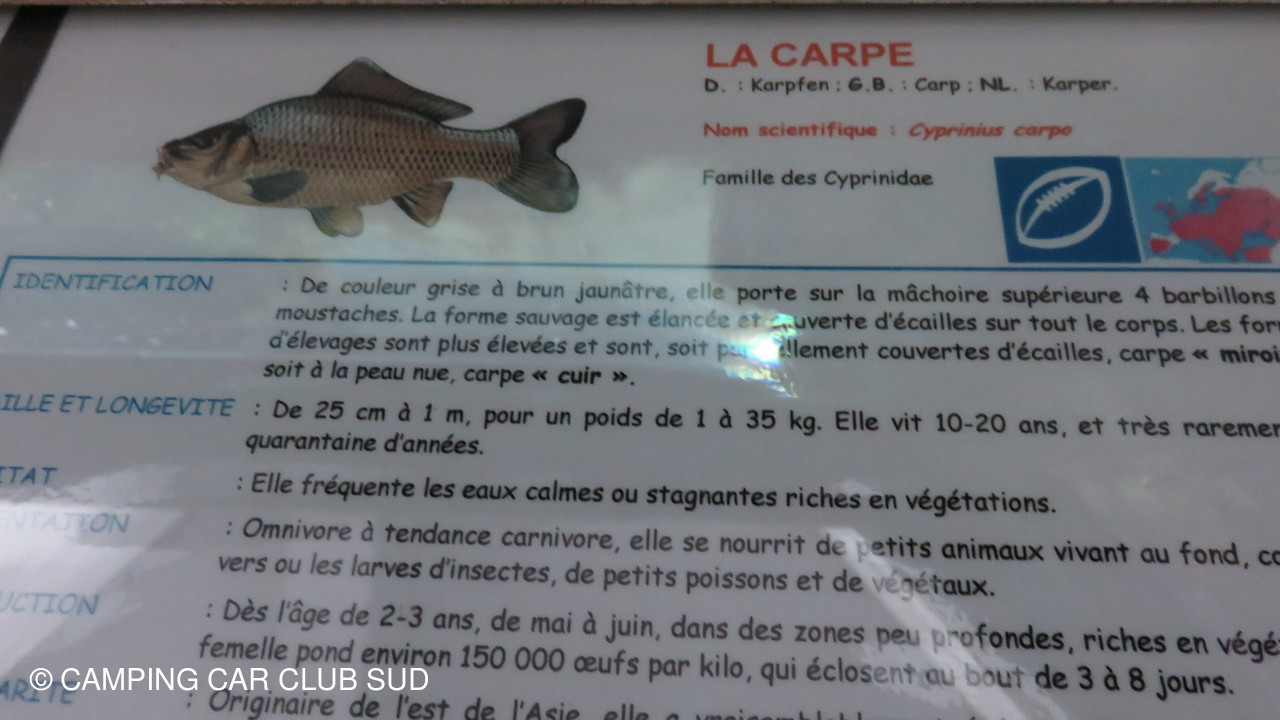 LA CARPE
D. : Karpfen ; G.B. : Carp ; NL. : Karper.
Nom scientifique : Cyprinius carpo
Famille des Cyprinidae
IDENTIFICATION : De couleur grise à brun jaunâtre, elle porte sur la mâchoire supérieure 4 barbillons
moustaches. La forme sauvage est élancée et couverte d'écailles sur tout le corps. Les
d'élevages sont plus élevées et sont, soit couvertes d'écailles, carpe «
soit à la peau nue, carpe « cuir ».
ILLE ET LONGEVITE : De 25 cm à 1 m, pour un poids de 1 à 35 kg. Elle vit 10-20 ans, et très
quarantaine d'années.
ITAT : Elle fréquente les eaux calmes ou stagnantes riches en végétations.
ENTATION : Omnivore à tendance carnivore, elle se nourrit de petits animaux vivant au fond,
vers ou les larves d'insectes, de petits poissons et de végétaux.
UCTION : Dès l'âge de 2-3 ans, de mai à juin, dans des zones peu profondes, riches en
femelle pond environ 150 000 œufs par kilo, qui éclosent au bout de 3 à 8 jours.
ARITE : Originaire de l'est de l'Asie, elle a
© CAMPING CAR CLUB SUD